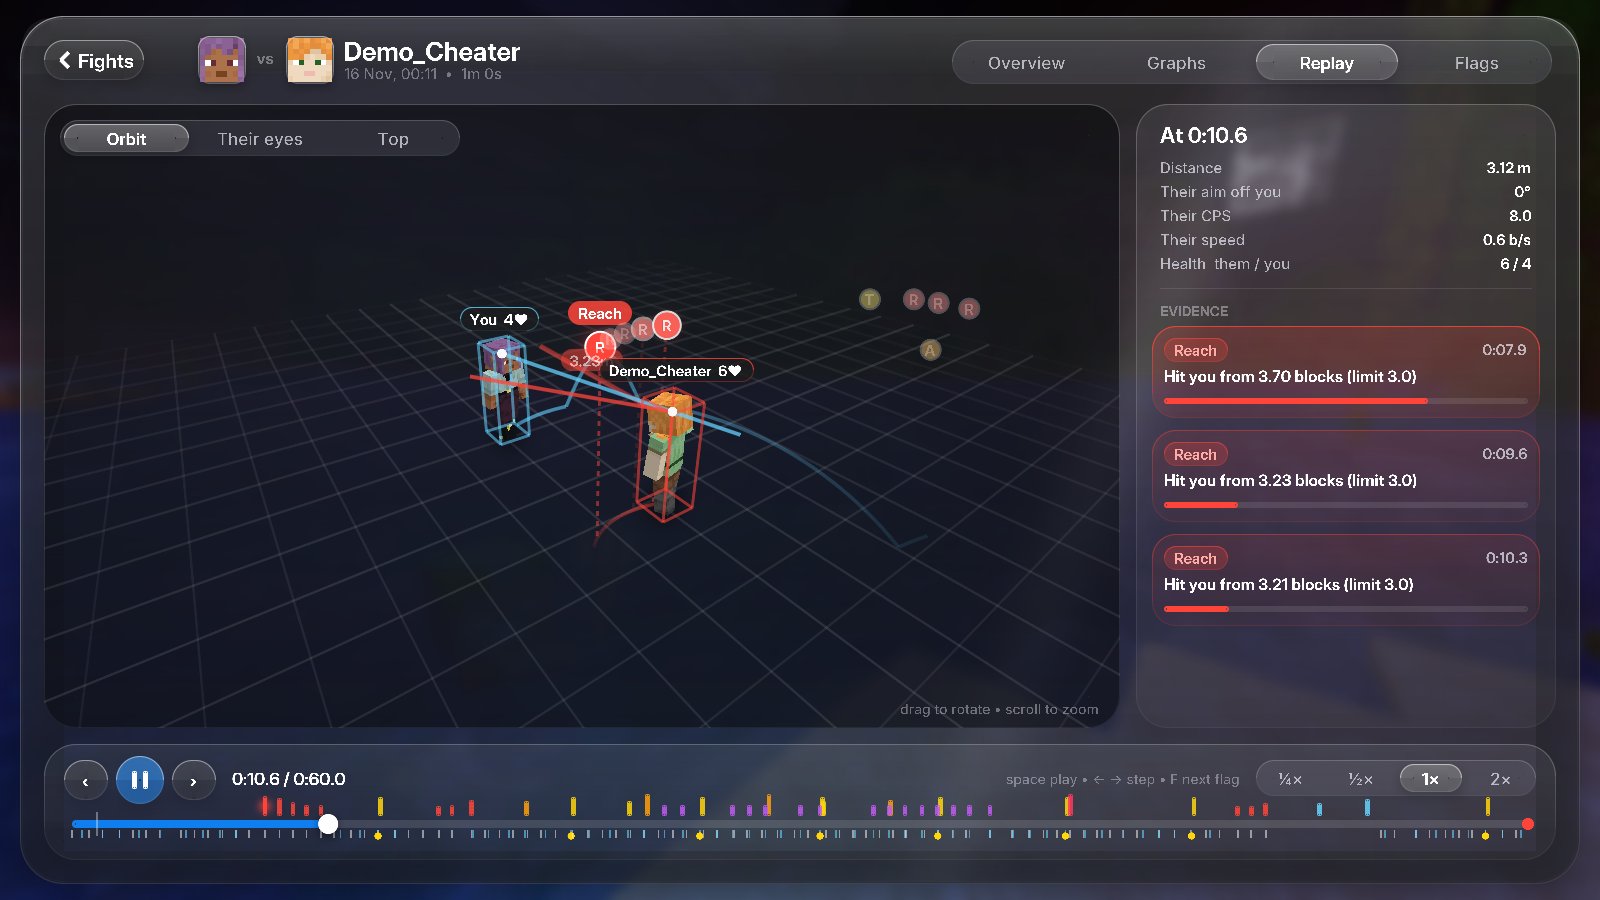 Fights
vs
Demo_Cheater
16 Nov, 00:11 • 1m 0s
Overview
Graphs
Replay
Flags
Orbit
Their eyes
Top
You 4♥
Reach
R
R
R
R
3.23
Demo_Cheater 6♥
T
R
R
R
A
drag to rotate • scroll to zoom
At 0:10.6
Distance 3.12 m
Their aim off you 0°
Their CPS 8.0
Their speed 0.6 b/s
Health them / you 6 / 4
EVIDENCE
Reach 0:07.9
Hit you from 3.70 blocks (limit 3.0)
Reach 0:09.6
Hit you from 3.23 blocks (limit 3.0)
Reach 0:10.3
Hit you from 3.21 blocks (limit 3.0)
0:10.6 / 0:60.0
space play • ← → step • F next flag
¼×
½×
1×
2×